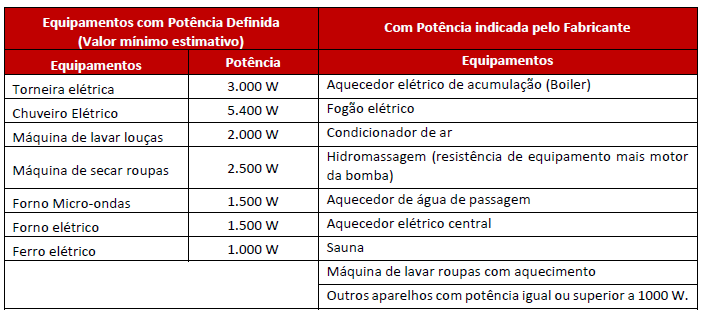 Equipamentos com Potência Definida
(Valor mínimo estimativo)
Com Potência indicada pelo Fabricante
Equipamentos
Potência
Equipamentos
Torneira elétrica
3.000 W
Aquecedor elétrico de acumulação (Boiler)
Chuveiro Elétrico
5.400 W
Fogão elétrico
Máquina de lavar louças
2.000 W
Condicionador de ar
Máquina de secar roupas
2.500 W
Hidromassagem (resistência de equipamento mais motor
da bomba)
Forno Micro-ondas
1.500 W
Aquecedor de água de passagem
Forno elétrico
1.500 W
Aquecedor elétrico central
Ferro elétrico
1.000 W
Sauna
Máquina de lavar roupas com aquecimento
Outros aparelhos com potência igual ou superior a 1000 W.